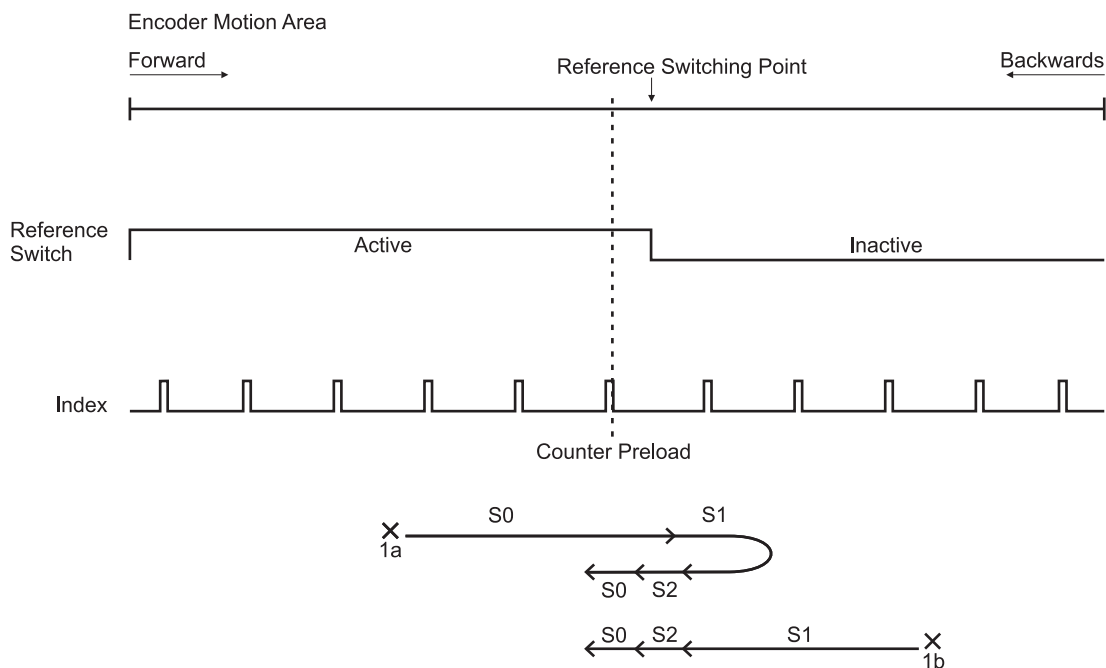 Encoder Motion Area
Forward
Reference Switching Point
Backwards
Reference
Switch
Active
Inactive
Index
Counter Preload
S0
S1
1a
S0
S2
S0
S2
S1
1b